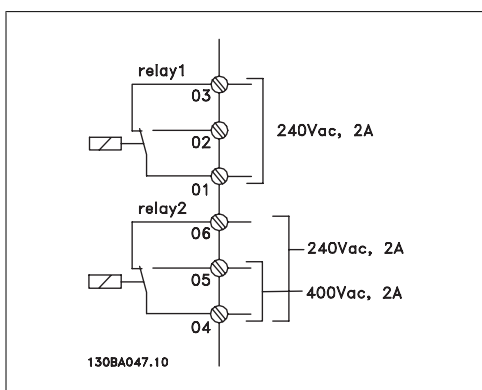 relay1
03
240Vac, 2A
02
01
relay2
06
240Vac, 2A
05
400Vac, 2A
04
130BA047.10